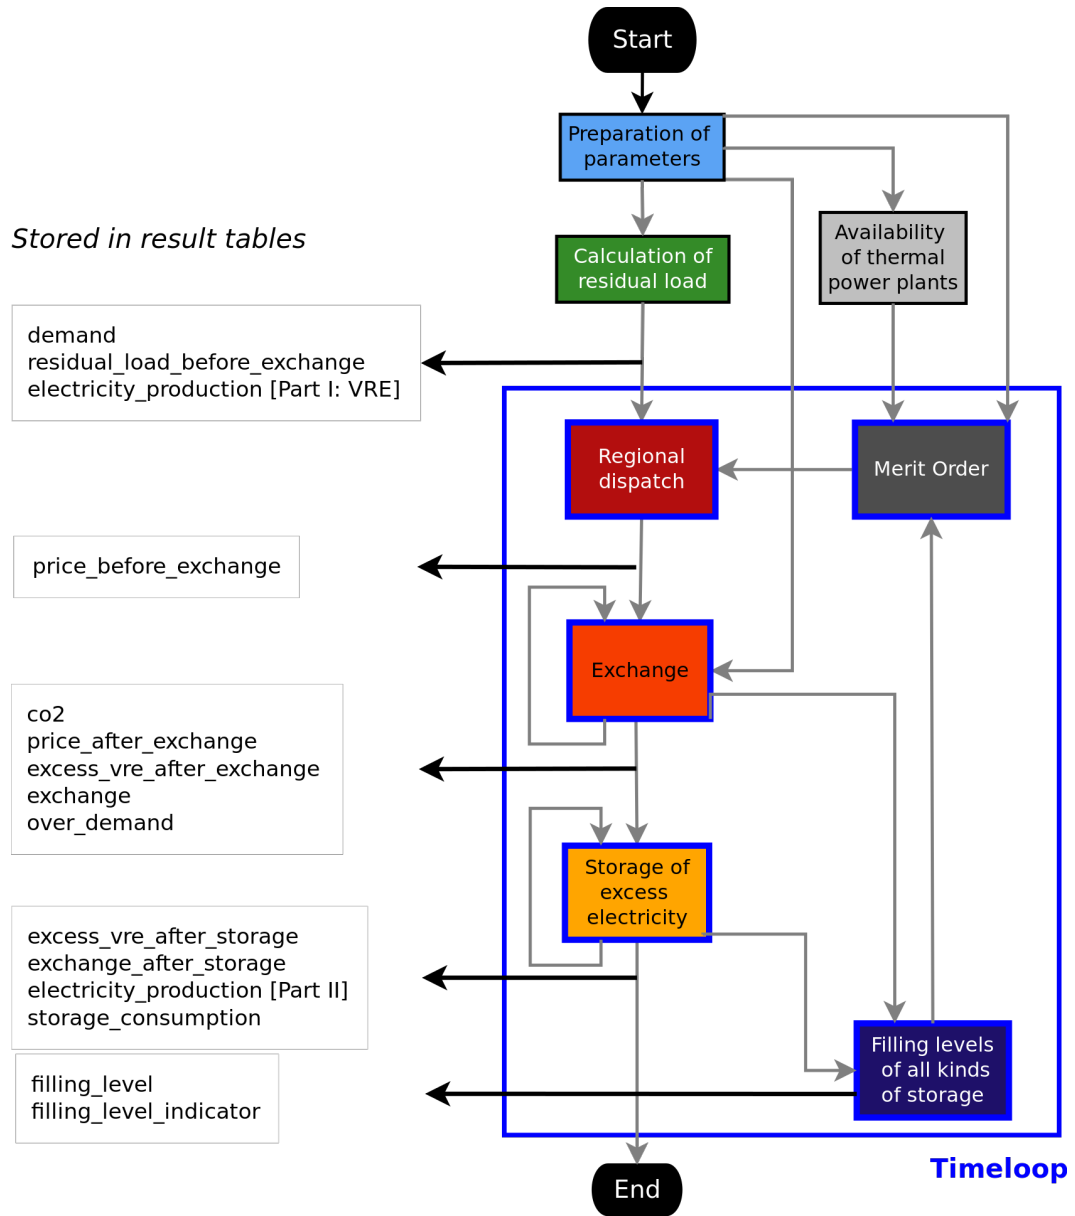 Start
Preparation of
parameters
Stored in result tables
Calculation of
residual load
Availability
of thermal
power plants
demand
residual_load_before_exchange
electricity_production [Part I: VRE]
Regional
dispatch
Merit Order
price_before_exchange
Exchange
co2
price_after_exchange
excess_vre_after_exchange
exchange
over_demand
Storage of
excess
electricity
excess_vre_after_storage
exchange_after_storage
electricity_production [Part II]
storage_consumption
Filling levels
of all kinds
of storage
filling_level
filling_level_indicator
Timeloop
End